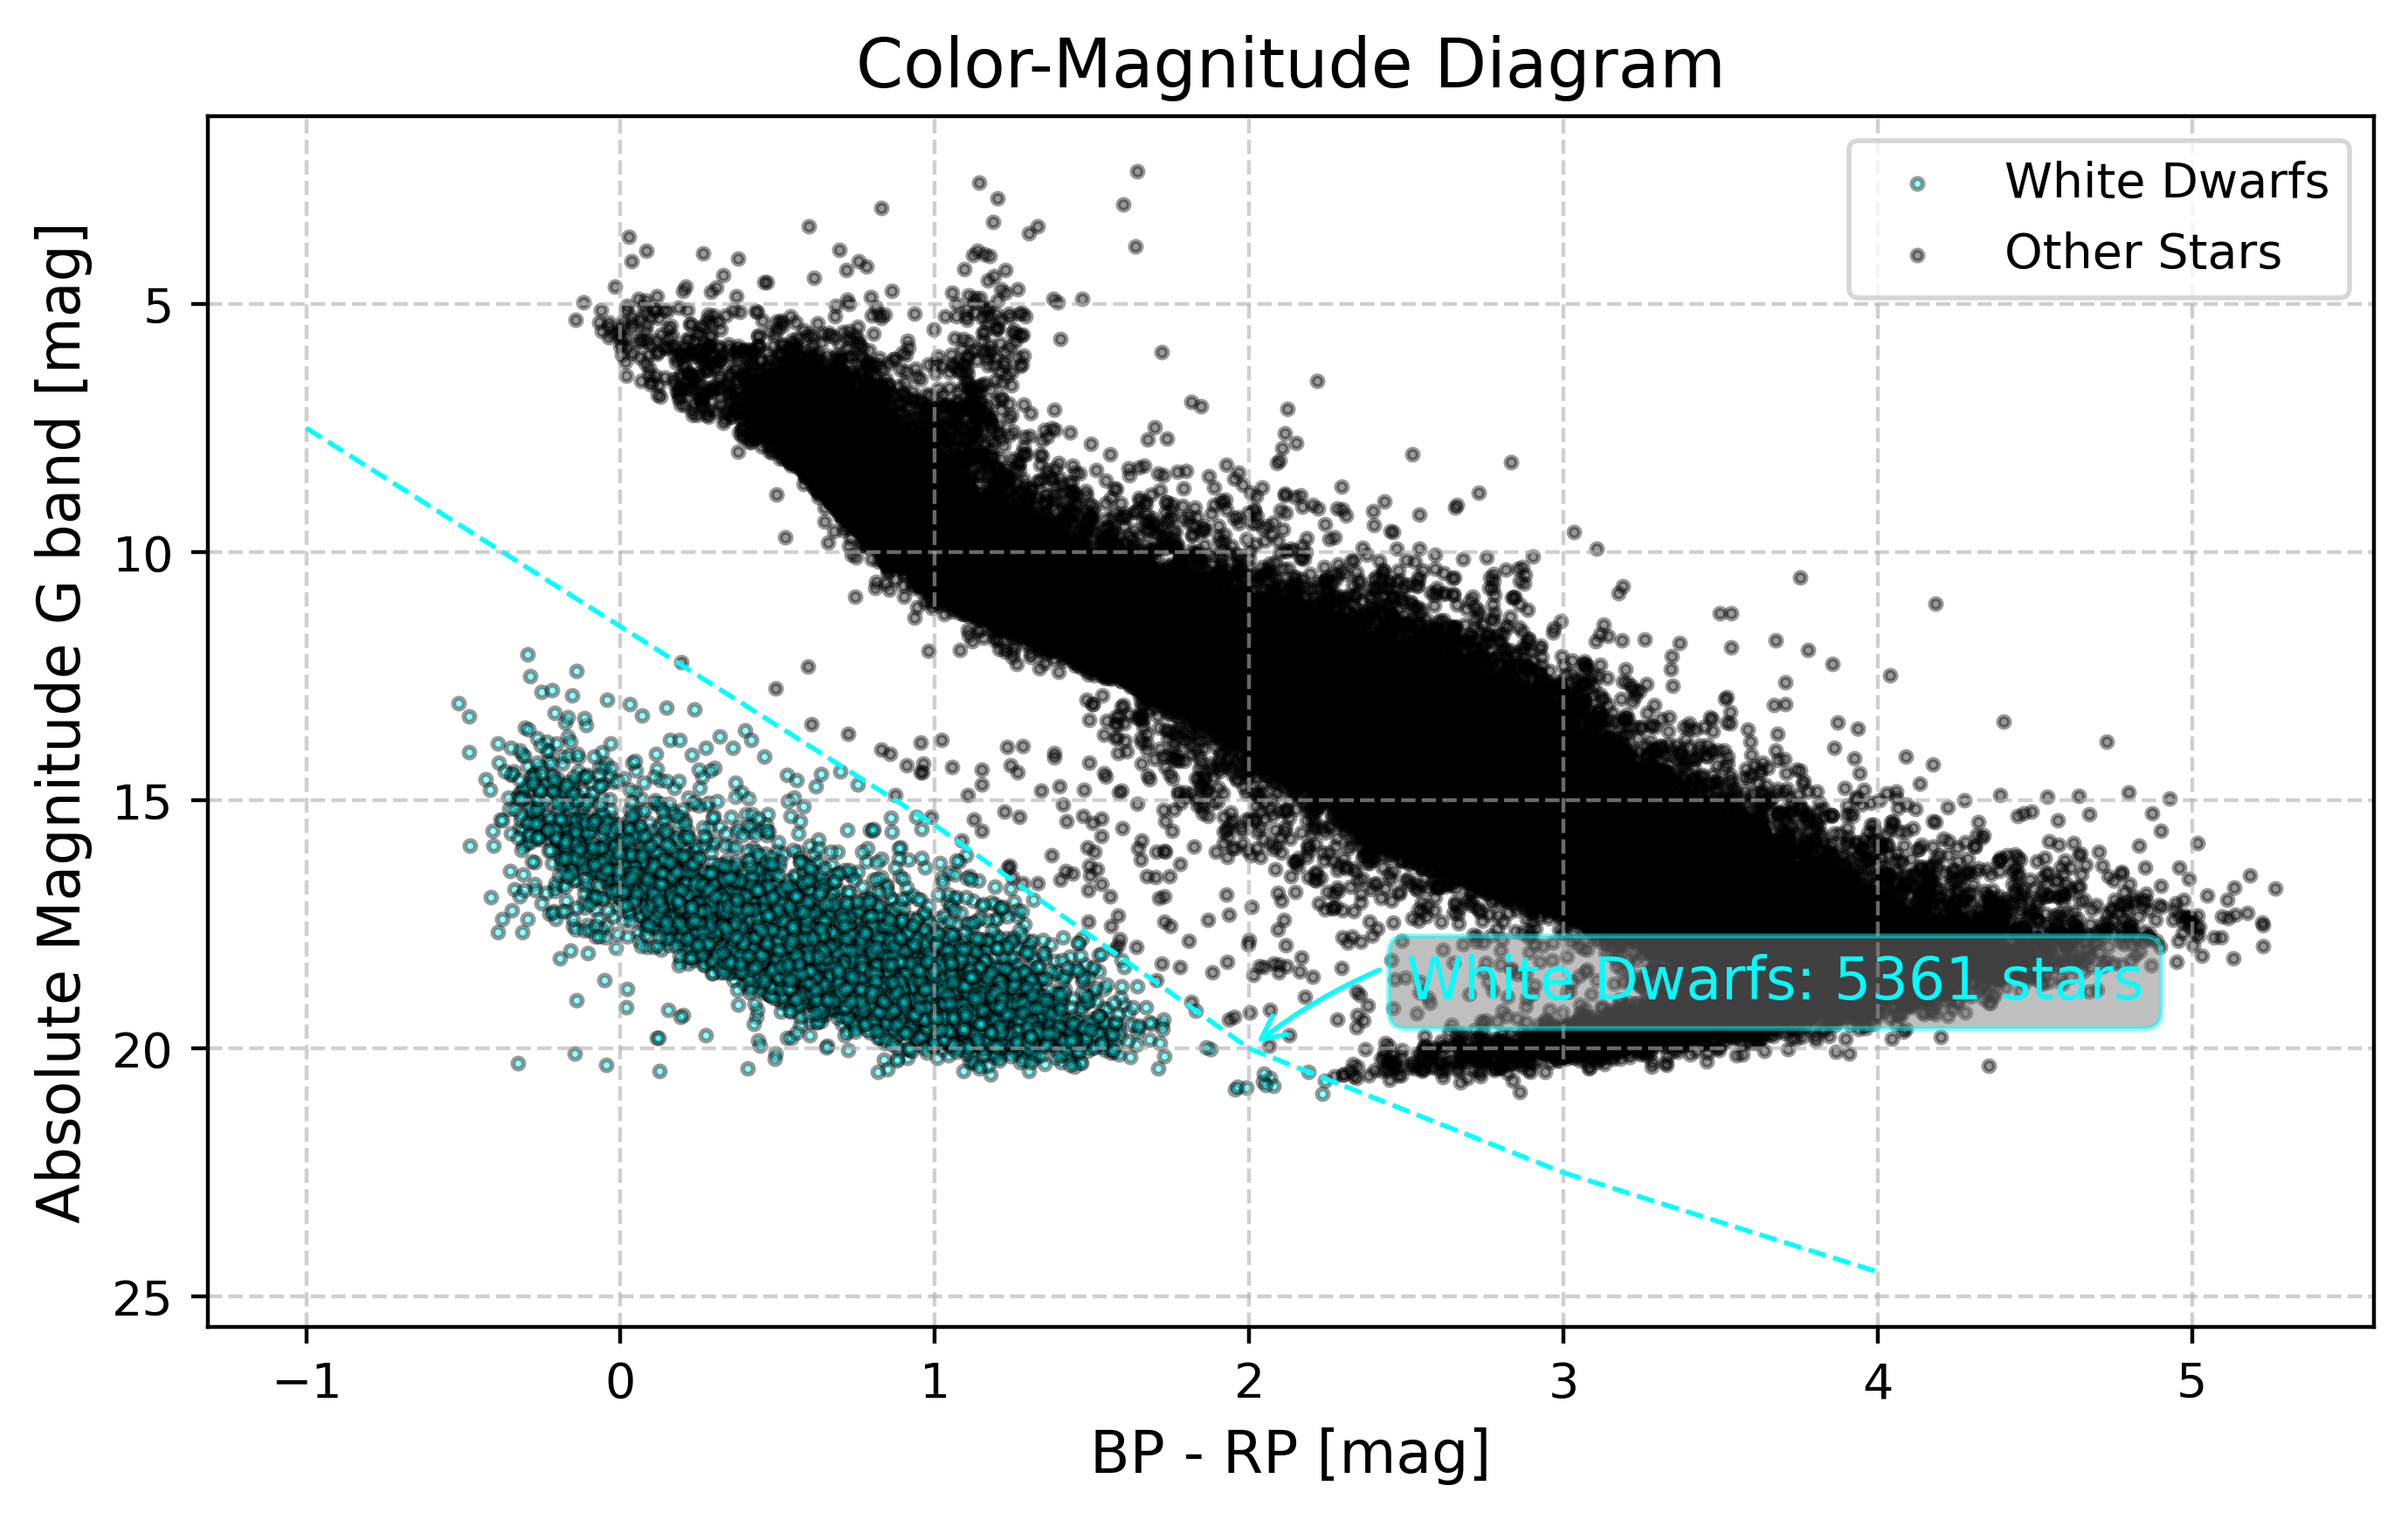 Color-Magnitude Diagram
White Dwarfs
Other Stars
Absolute Magnitude G band [mag]
5
10
15
20
25
White Dwarfs: 5361 stars
−1 0 1 2 3 4 5
BP - RP [mag]